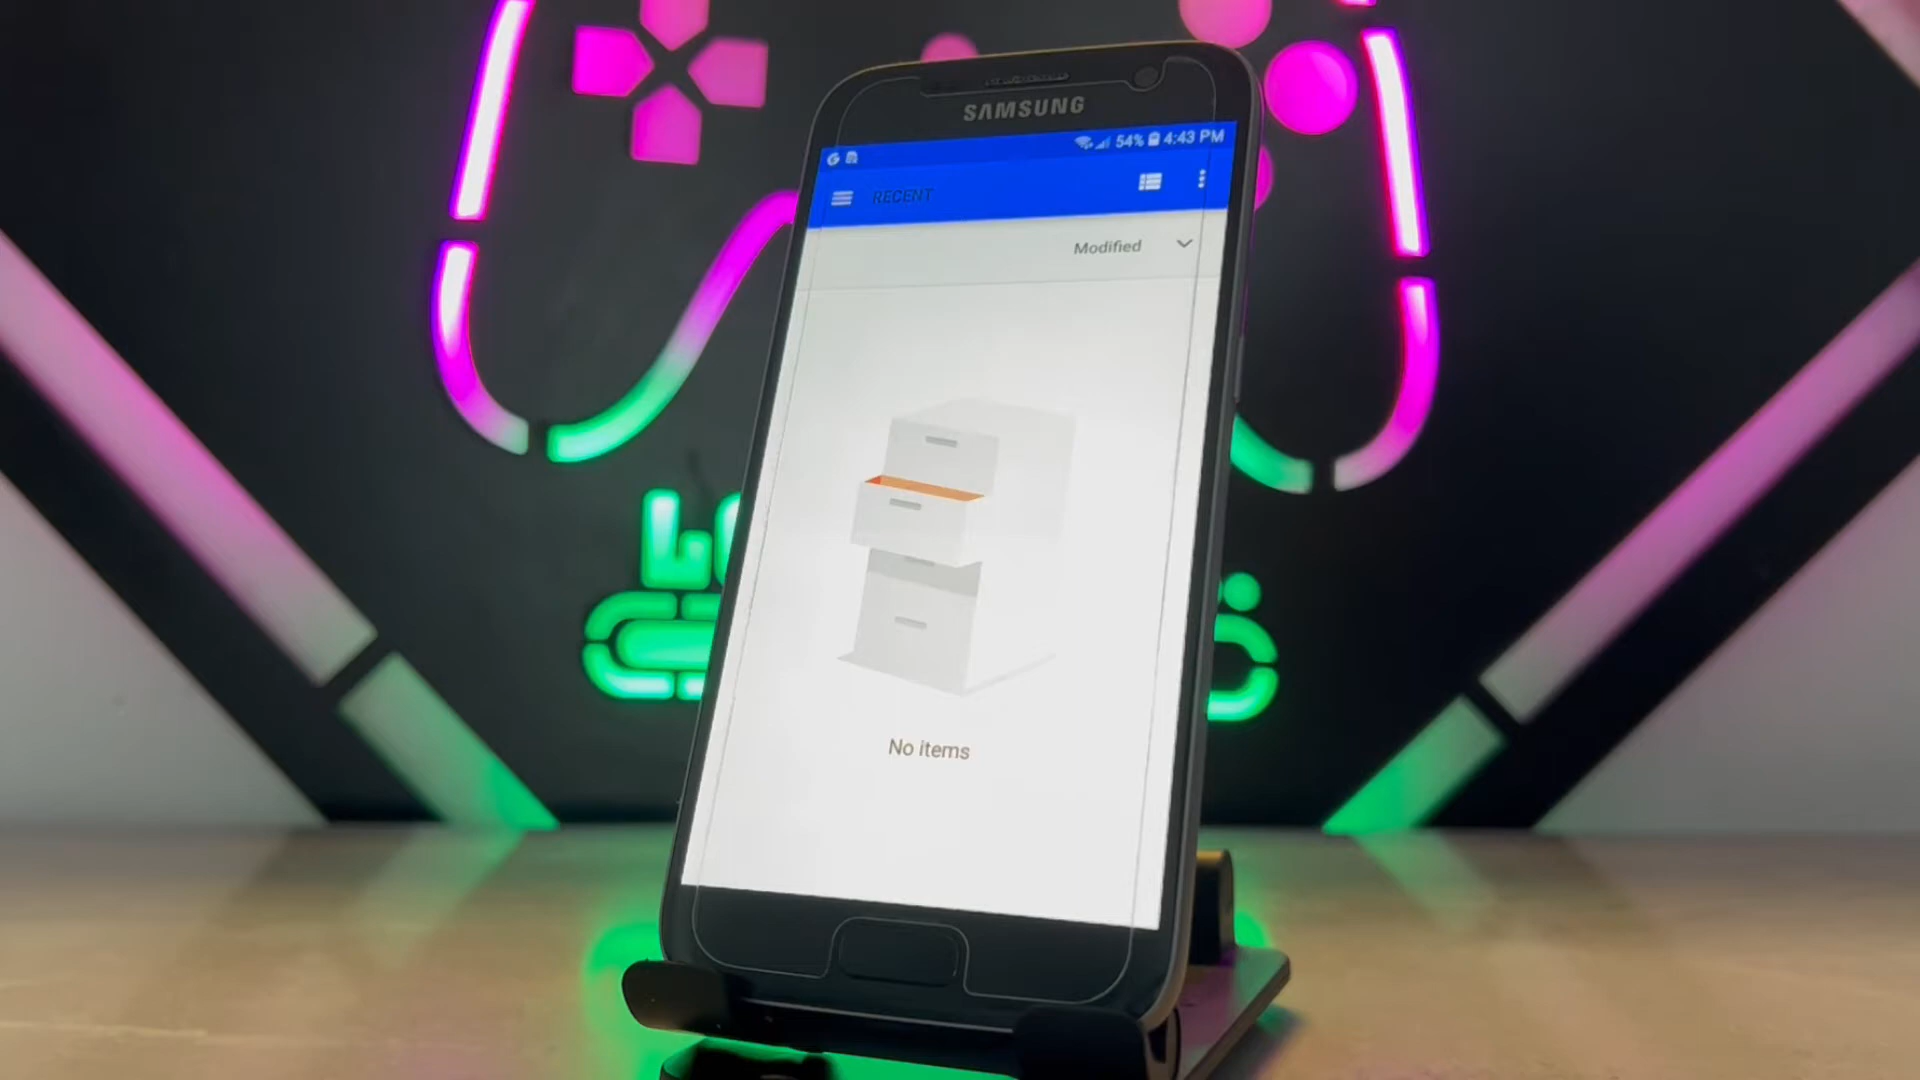 SAMSUNG
54% 4:43 PM
RECENT
Modified
No items